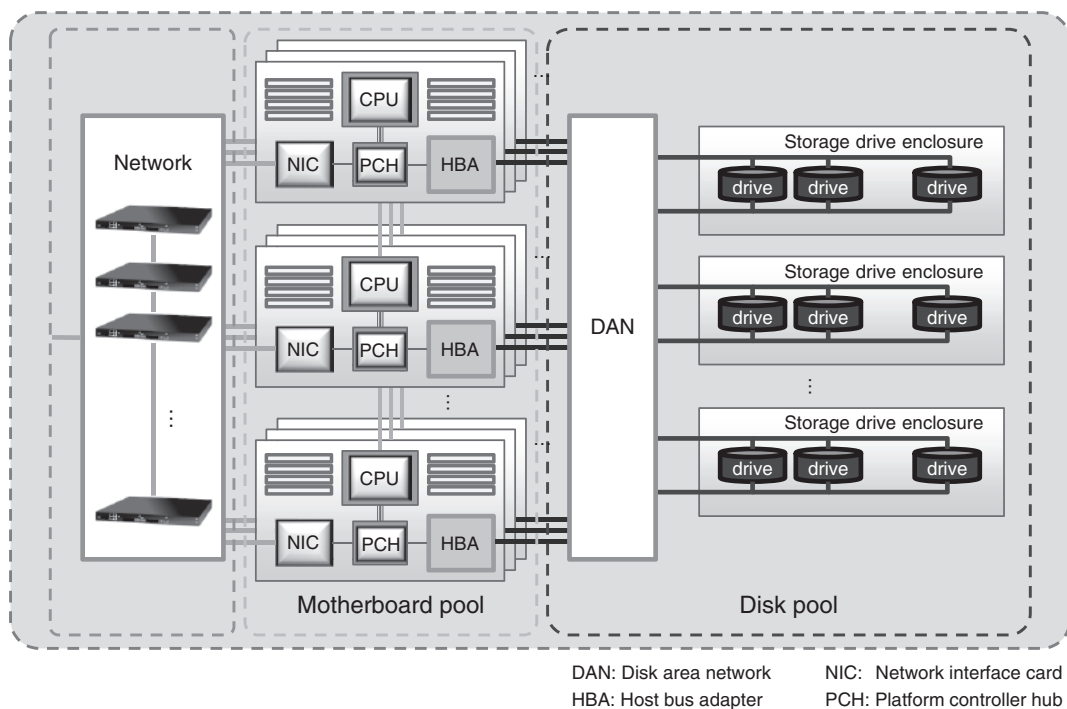 Network
CPU
NIC
PCH
HBA
CPU
NIC
PCH
HBA
CPU
NIC
PCH
HBA
Motherboard pool
DAN
Storage drive enclosure
drive drive drive
Storage drive enclosure
drive drive drive
Storage drive enclosure
drive drive drive
Disk pool
DAN: Disk area network
NIC: Network interface card
HBA: Host bus adapter
PCH: Platform controller hub